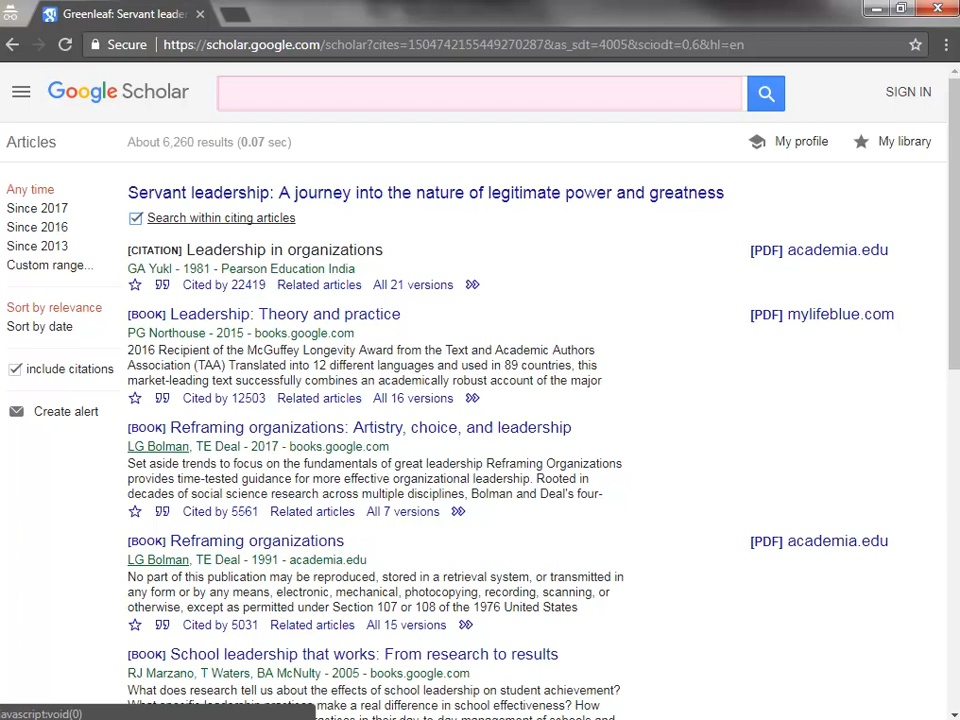 Greenleaf: Servant leade
Secure https://scholar.google.com/scholar?cites=15047421554492702​87&as_sdt=4005&sciodt=0,6&hl=en
Google Scholar
SIGN IN
Articles
About 6,260 results (0.07 sec)
My profile
My library
Any time
Since 2017
Since 2016
Since 2013
Custom range...
Sort by relevance
Sort by date
include citations
Create alert
Servant leadership: A journey into the nature of legitimate power and greatness
Search within citing articles
[CITATION] Leadership in organizations
[PDF] academia.edu
GA Yukl - 1981 - Pearson Education India
Cited by 22419 Related articles All 21 versions
[BOOK] Leadership: Theory and practice
[PDF] mylifeblue.com
PG Northouse - 2015 - books.google.com
2016 Recipient of the McGuffey Longevity Award from the Text and Academic Authors
Association (TAA) Translated into 12 different languages and used in 89 countries, this
market-leading text successfully combines an academically robust account of the major
Cited by 12503 Related articles All 16 versions
[BOOK] Reframing organizations: Artistry, choice, and leadership
LG Bolman, TE Deal - 2017 - books.google.com
Set aside trends to focus on the fundamentals of great leadership Reframing Organizations
provides time-tested guidance for more effective organizational leadership. Rooted in
decades of social science research across multiple disciplines, Bolman and Deal's four-
Cited by 5561 Related articles All 7 versions
[BOOK] Reframing organizations
[PDF] academia.edu
LG Bolman, TE Deal - 1991 - academia.edu
No part of this publication may be reproduced, stored in a retrieval system, or transmitted in
any form or by any means, electronic, mechanical, photocopying, recording, scanning, or
otherwise, except as permitted under Section 107 or 108 of the 1976 United States
Cited by 5031 Related articles All 15 versions
[BOOK] School leadership that works: From research to results
RJ Marzano, T Waters, BA McNulty - 2005 - books.google.com
What does research tell us about the effects of school leadership on student achievement?
make a real difference in school effectiveness? How
avascript:void(0)